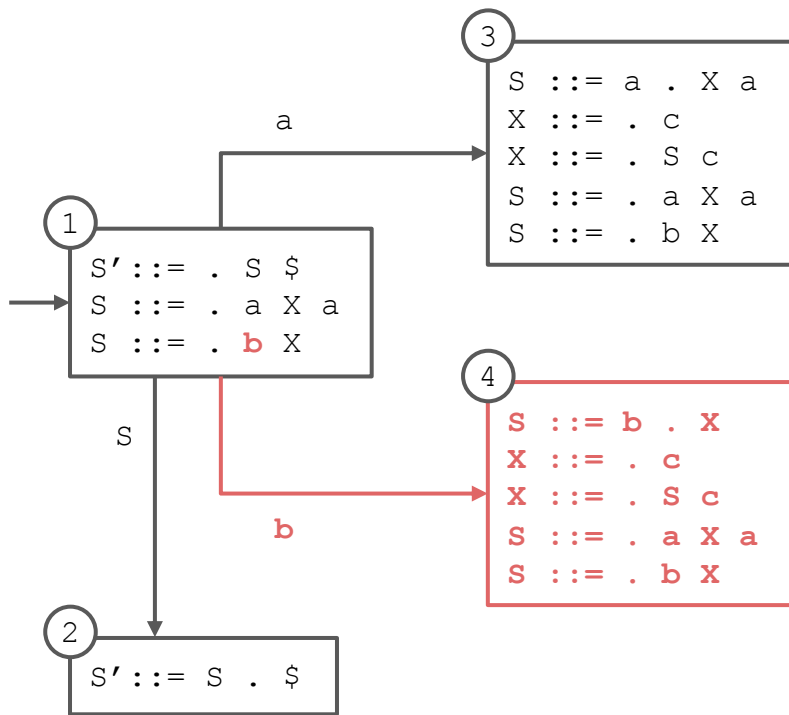 3
S ::= a . X a
X ::= . c
X ::= . S c
S ::= . a X a
S ::= . b X
a
1
S’::= . S $
S ::= . a X a
S ::= . b X
4
S ::= b . X
X ::= . c
X ::= . S c
S ::= . a X a
S ::= . b X
S
b
2
S’::= S . $